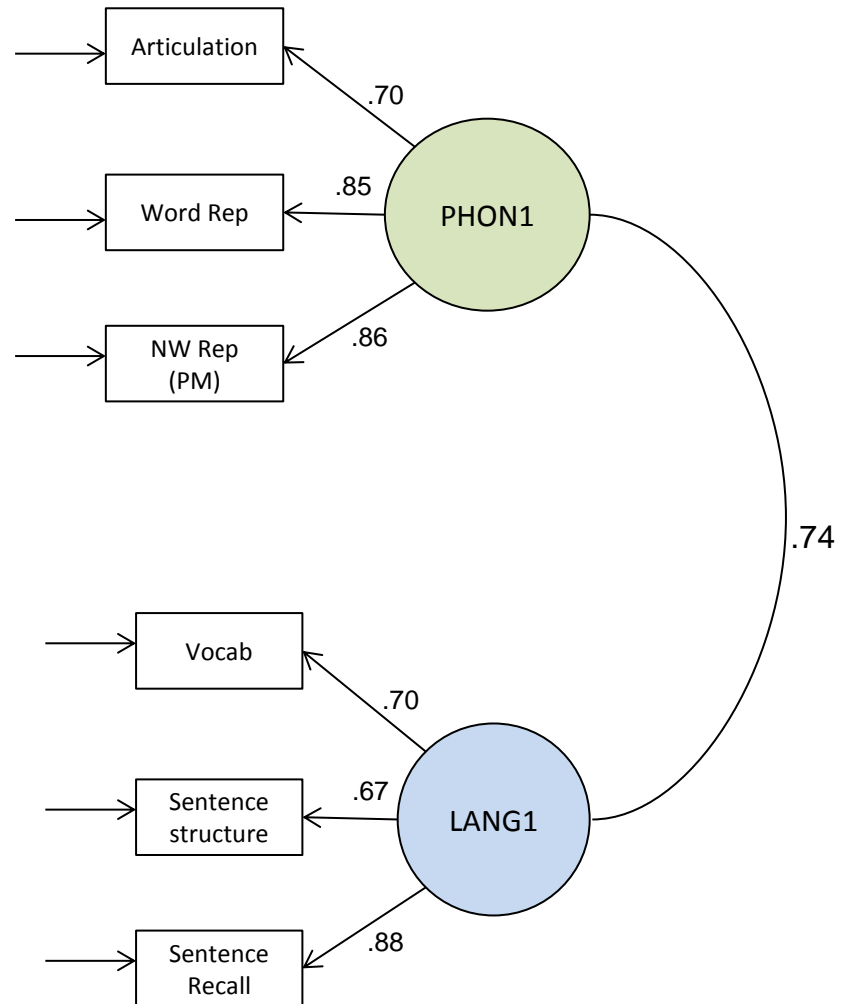 Articulation
.70
.85
Word Rep
PHON1
.86
NW Rep
(PM)
.74
Vocab
.70
.67
Sentence
structure
LANG1
.88
Sentence
Recall